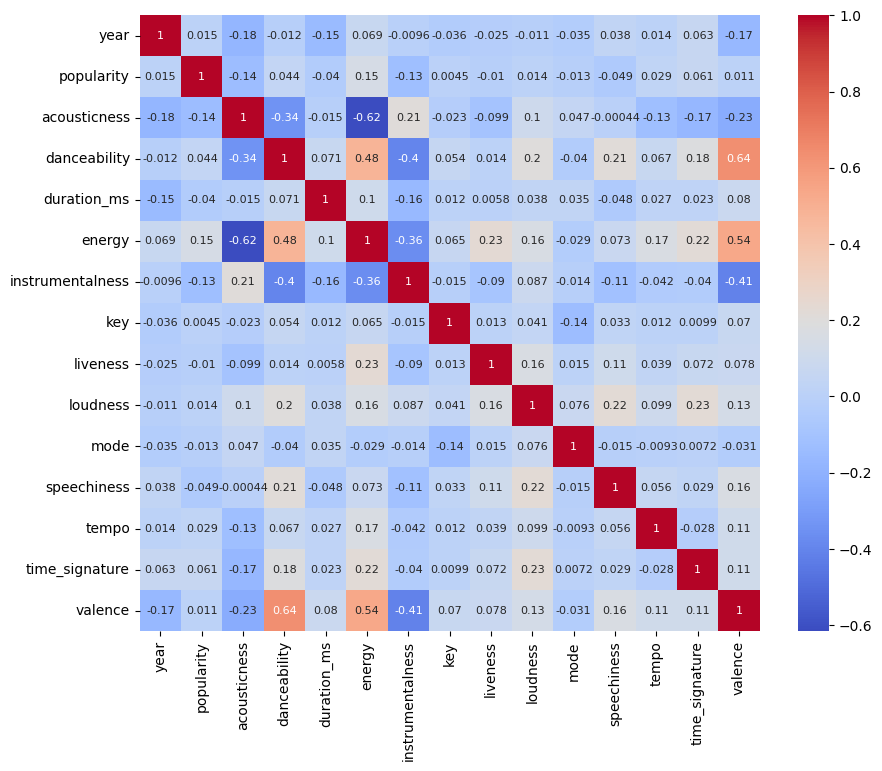 year 1 0.015 -0.18 -0.012 -0.15 0.069 -0.0096 -0.036 -0.025 -0.011 -0.035 0.038 0.014 0.063 -0.17
popularity 0.015 1 -0.14 0.044 -0.04 0.15 -0.13 0.0045 -0.01 0.014 -0.013 -0.049 0.029 0.061 0.011
acousticness -0.18 -0.14 1 -0.34 -0.015 -0.62 0.21 -0.023 -0.099 0.1 0.047 -0.00044 -0.13 -0.17 -0.23
danceability -0.012 0.044 -0.34 1 0.071 0.48 -0.4 0.054 0.014 0.2 -0.04 0.21 0.067 0.18 0.64
duration_ms -0.15 -0.04 -0.015 0.071 1 0.1 -0.16 0.012 0.0058 0.038 0.035 -0.048 0.027 0.023 0.08
energy 0.069 0.15 -0.62 0.48 0.1 1 -0.36 0.065 0.23 0.16 -0.029 0.073 0.17 0.22 0.54
instrumentalness -0.0096 -0.13 0.21 -0.4 -0.16 -0.36 1 -0.015 -0.09 0.087 -0.014 -0.11 -0.042 -0.04 -0.41
key -0.036 0.0045 -0.023 0.054 0.012 0.065 -0.015 1 0.013 0.041 -0.14 0.033 0.012 0.0099 0.07
liveness -0.025 -0.01 -0.099 0.014 0.0058 0.23 -0.09 0.013 1 0.16 0.015 0.11 0.039 0.072 0.078
loudness -0.011 0.014 0.1 0.2 0.038 0.16 0.087 0.041 0.16 1 0.076 0.22 0.099 0.23 0.13
mode -0.035 -0.013 0.047 -0.04 0.035 -0.029 -0.014 -0.14 0.015 0.076 1 -0.015 -0.0093 0.0072 -0.031
speechiness 0.038 -0.049 -0.00044 0.21 -0.048 0.073 -0.11 0.033 0.11 0.22 -0.015 1 0.056 0.029 0.16
tempo 0.014 0.029 -0.13 0.067 0.027 0.17 -0.042 0.012 0.039 0.099 -0.0093 0.056 1 -0.028 0.11
time_signature 0.063 0.061 -0.17 0.18 0.023 0.22 -0.04 0.0099 0.072 0.23 0.0072 0.029 -0.028 1 0.11
valence -0.17 0.011 -0.23 0.64 0.08 0.54 -0.41 0.07 0.078 0.13 -0.031 0.16 0.11 0.11 1
year
popularity
acousticness
danceability
duration_ms
energy
instrumentalness
key
liveness
loudness
mode
speechiness
tempo
time_signature
valence
1.0
0.8
0.6
0.4
0.2
0.0
−0.2
−0.4
−0.6